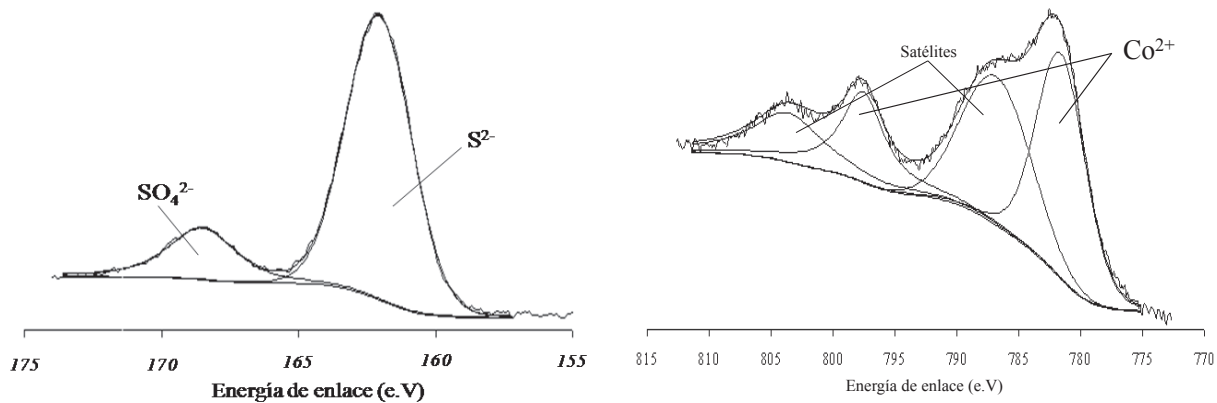 S²⁻
SO₄²⁻
175 170 165 160 155
Energía de enlace (e.V)
Satélites
Co²⁺
815 810 805 800 795 790 785 780 775 770
Energía de enlace (e.V)